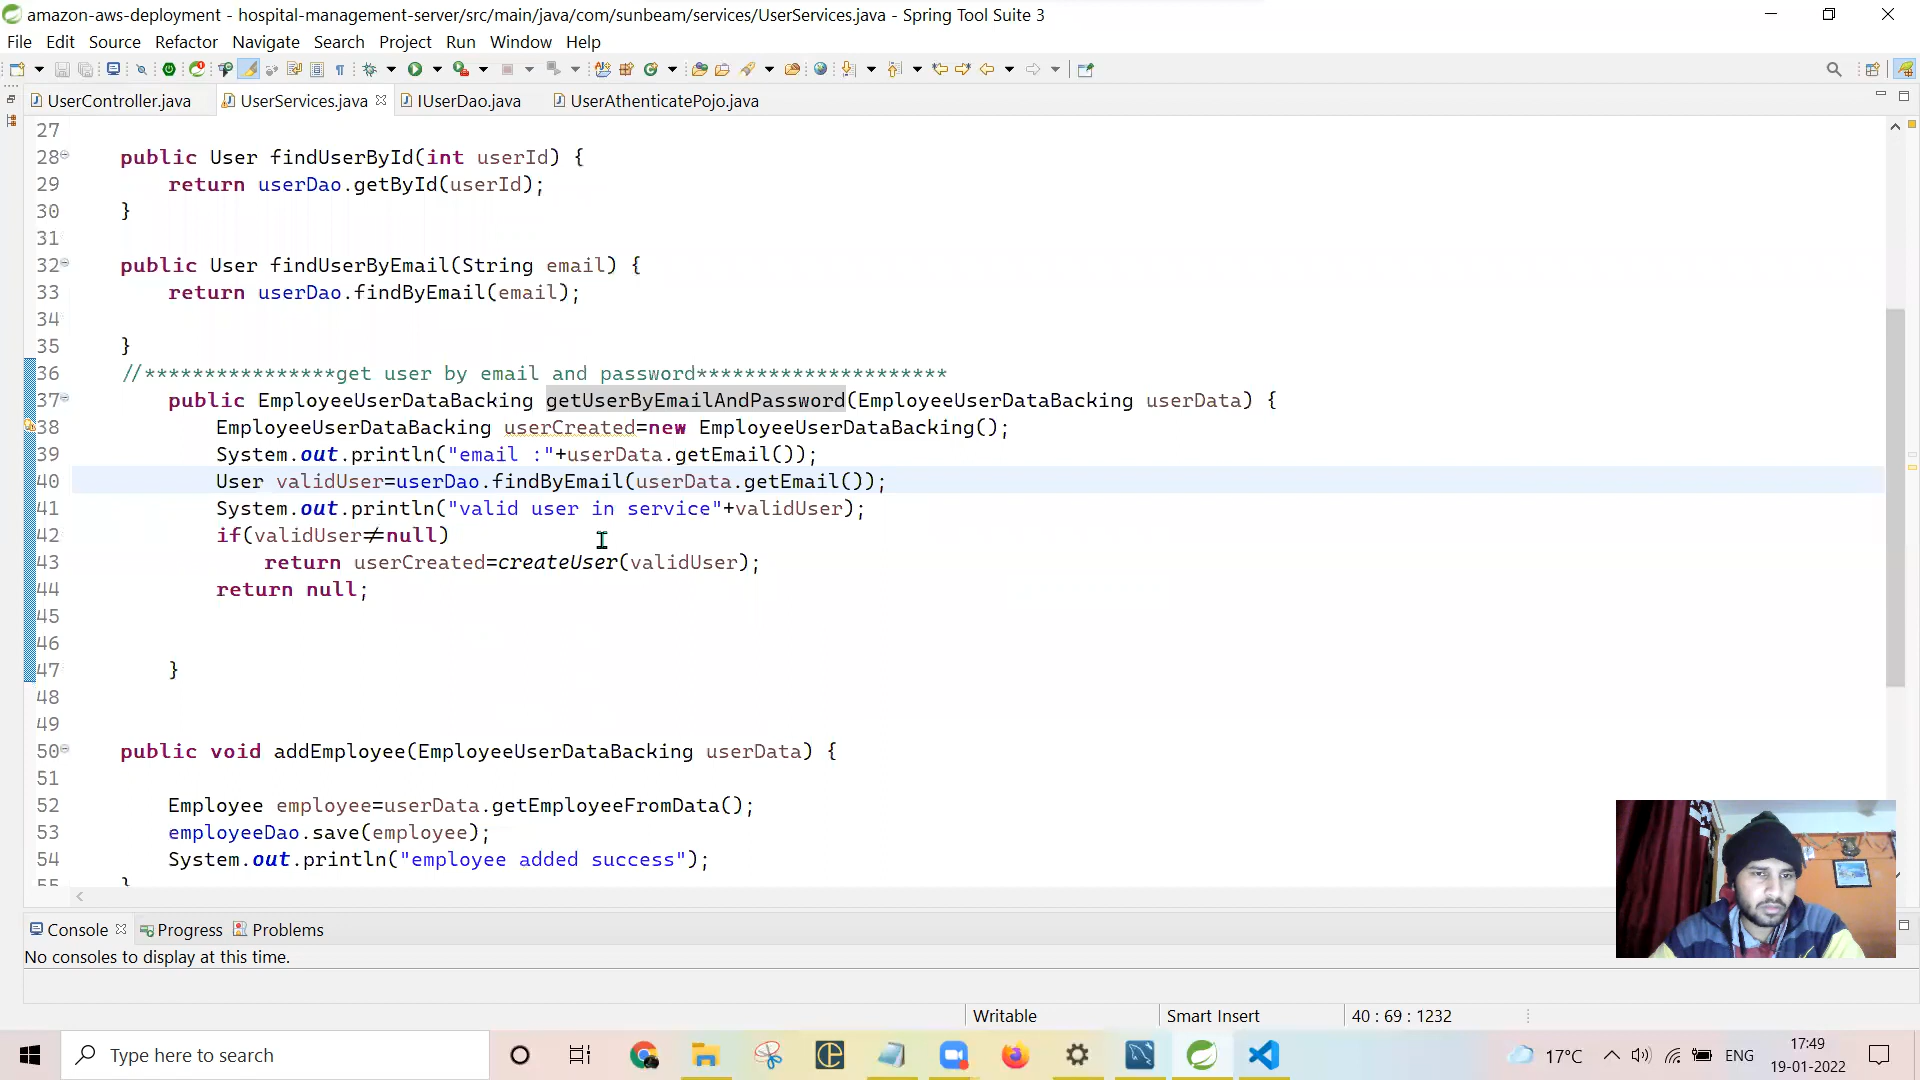 amazon-aws-deployment - hospital-management-server/src/main/java/com/sunbeam/services/UserServices.java - Spring Tool Suite 3
File Edit Source Refactor Navigate Search Project Run Window Help
UserController.java UserServices.java IUserDao.java UserAthenticatePojo.java
27
28 public User findUserById(int userId) {
29 return userDao.getById(userId);
30 }
31
32 public User findUserByEmail(String email) {
33 return userDao.findByEmail(email);
34
35 }
36 //****************get user by email and password*********************
37 public EmployeeUserDataBacking getUserByEmailAndPassword(EmployeeUserDataBacking userData) {
38 EmployeeUserDataBacking userCreated=new EmployeeUserDataBacking();
39 System.out.println("email :"+userData.getEmail());
40 User validUser=userDao.findByEmail(userData.getEmail());
41 System.out.println("valid user in service"+validUser);
42 if(validUser≠null)
43 return userCreated=createUser(validUser);
44 return null;
45
46
47 }
48
49
50 public void addEmployee(EmployeeUserDataBacking userData) {
51
52 Employee employee=userData.getEmployeeFromData();
53 employeeDao.save(employee);
54 System.out.println("employee added success");
55 }
Console Progress Problems
No consoles to display at this time.
Writable Smart Insert 40 : 69 : 1232
Type here to search
17°C ENG
17:49
19-01-2022